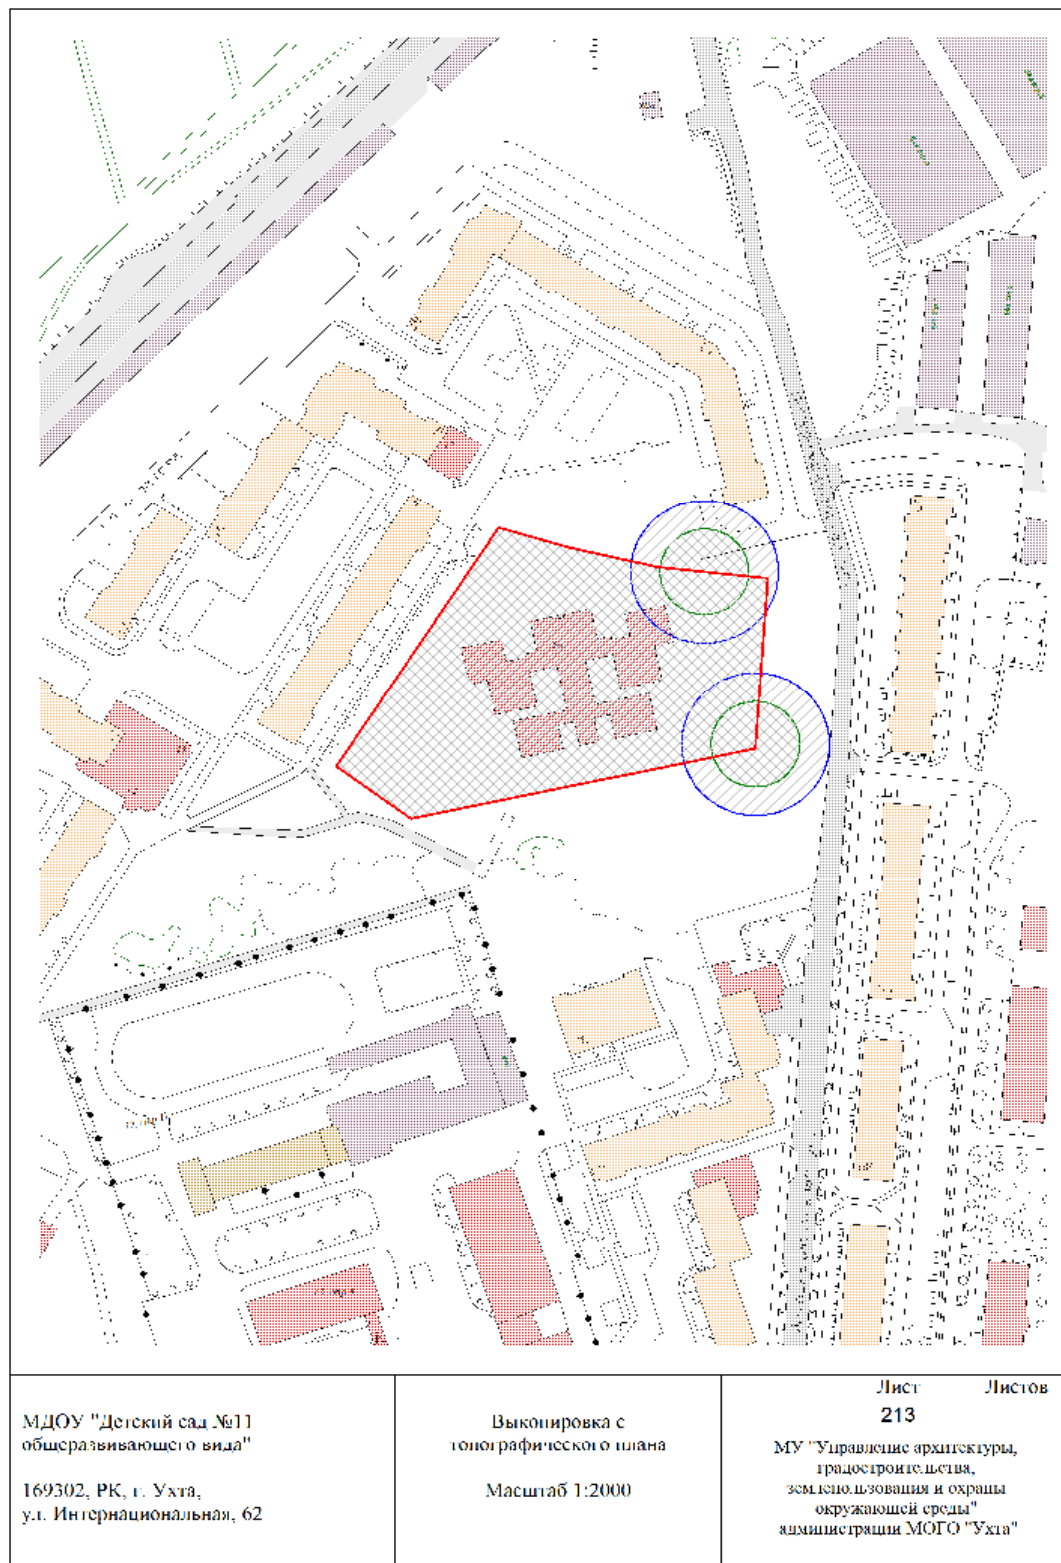 МДОУ "Детский сад №11
общеразвивающего вида"
169302, РК, г. Ухта,
ул. Интернациональная, 62
Выкопировка с
топографического плана
Масштаб 1:2000
Лист Листов
213
МУ "Управление архитектуры,
градостроительства,
землепользования и охраны
окружающей среды"
администрации МОГО "Ухта"